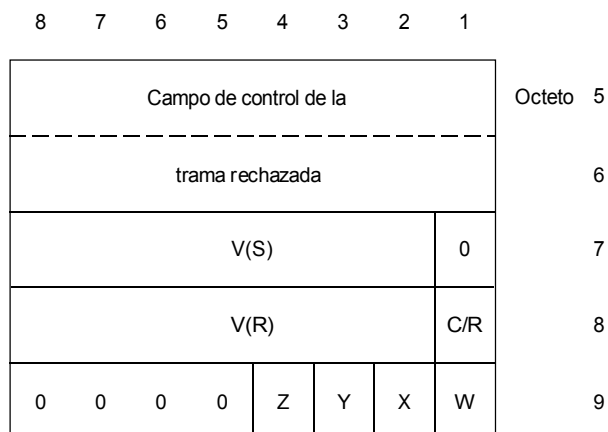 8 7 6 5 4 3 2 1
Campo de control de la Octeto 5
trama rechazada 6
V(S) 0 7
V(R) C/R 8
0 0 0 0 Z Y X W 9